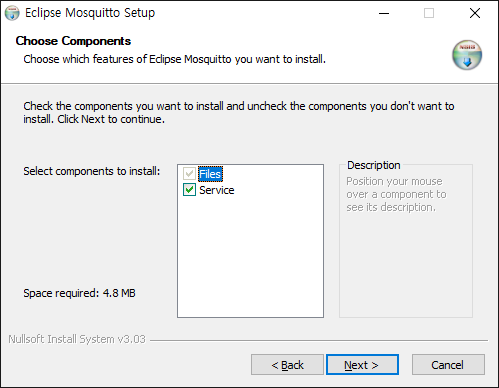 Eclipse Mosquitto Setup
Choose Components
Choose which features of Eclipse Mosquitto you want to install.
Check the components you want to install and uncheck the components you don't want to
install. Click Next to continue.
Select components to install:
Files
Service
Description
Position your mouse
over a component to
see its description.
Space required: 4.8 MB
Nullsoft Install System v3.03
< Back
Next >
Cancel